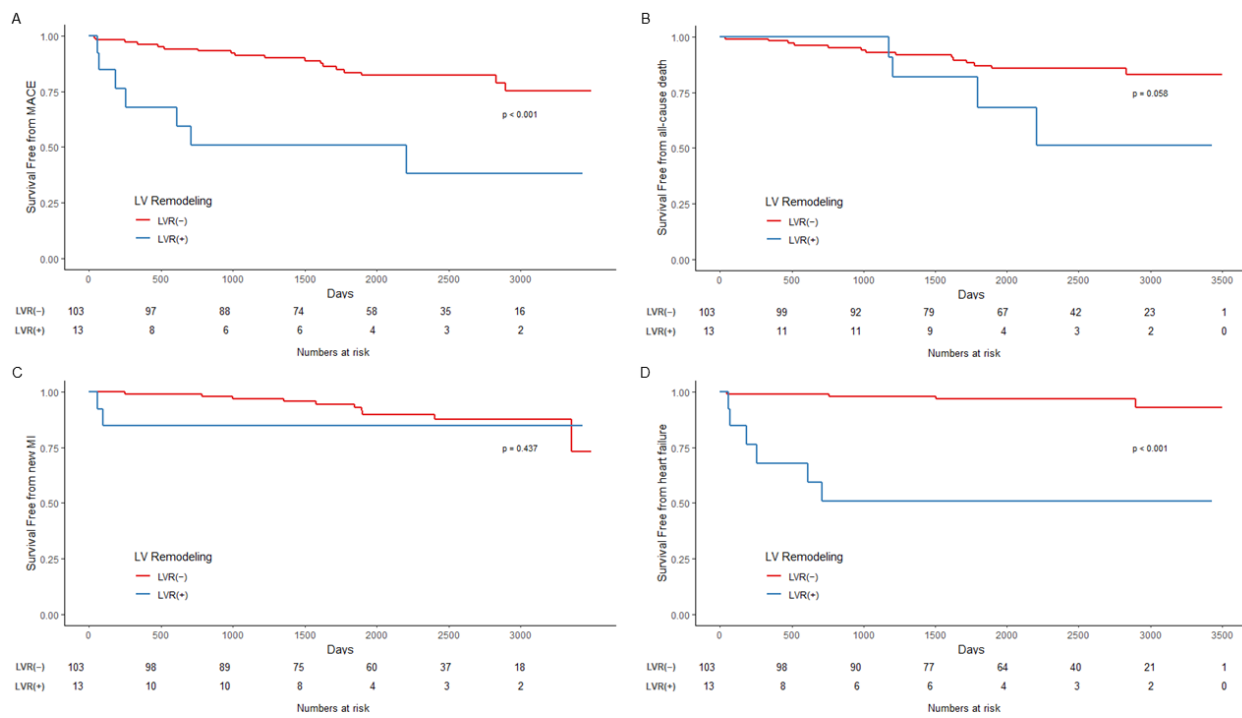 A
1.00
0.75
0.50
0.25
0.00
Survival Free from MACE
p < 0.001
LV Remodeling
LVR(−)
LVR(+)
0 500 1000 1500 2000 2500 3000
Days
LVR(−) 103 97 88 74 58 35 16
LVR(+) 13 8 6 6 4 3 2
Numbers at risk
B
1.00
0.75
0.50
0.25
0.00
Survival Free from all-cause death
p = 0.058
LV Remodeling
LVR(−)
LVR(+)
0 500 1000 1500 2000 2500 3000 3500
Days
LVR(−) 103 99 92 79 67 42 23 1
LVR(+) 13 11 11 9 4 3 2 0
Numbers at risk
C
1.00
0.75
0.50
0.25
0.00
Survival Free from new MI
p = 0.437
LV Remodeling
LVR(−)
LVR(+)
0 500 1000 1500 2000 2500 3000
Days
LVR(−) 103 98 89 75 60 37 18
LVR(+) 13 10 10 8 4 3 2
Numbers at risk
D
1.00
0.75
0.50
0.25
0.00
Survival Free from heart failure
p < 0.001
LV Remodeling
LVR(−)
LVR(+)
0 500 1000 1500 2000 2500 3000 3500
Days
LVR(−) 103 98 90 77 64 40 21 1
LVR(+) 13 8 6 6 4 3 2 0
Numbers at risk